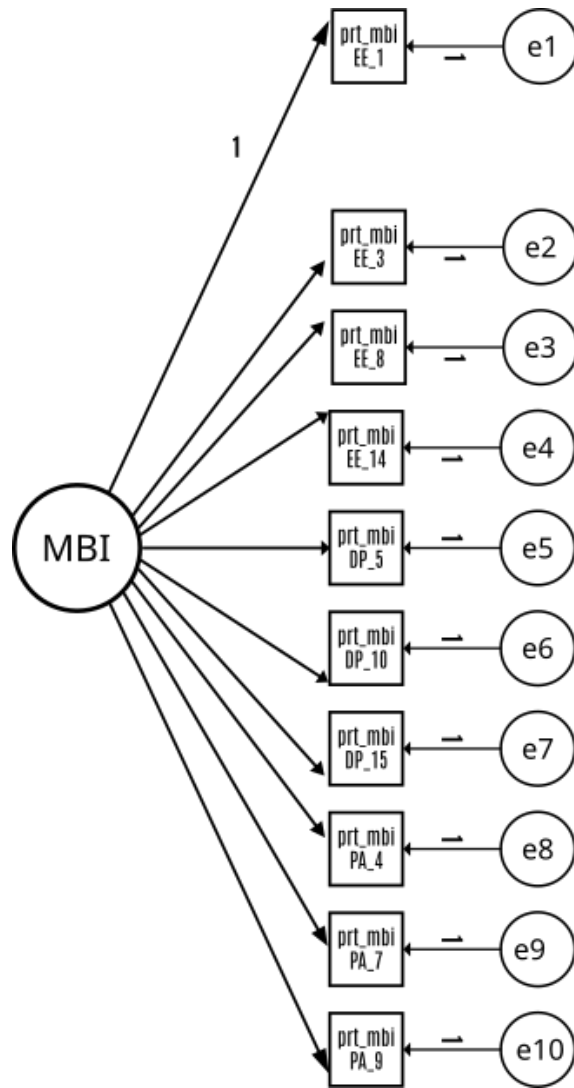 prt_mbi
EE_1
1
e1
1
prt_mbi
EE_3
1
e2
prt_mbi
EE_8
1
e3
prt_mbi
EE_14
1
e4
MBI
prt_mbi
DP_5
1
e5
prt_mbi
DP_10
1
e6
prt_mbi
DP_15
1
e7
prt_mbi
PA_4
1
e8
prt_mbi
PA_7
1
e9
prt_mbi
PA_9
1
e10